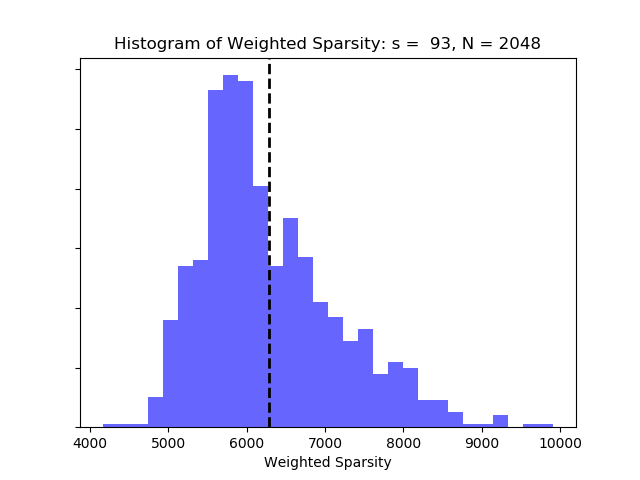 Histogram of Weighted Sparsity: s =  93, N = 2048
4000 5000 6000 7000 8000 9000 10000
Weighted Sparsity